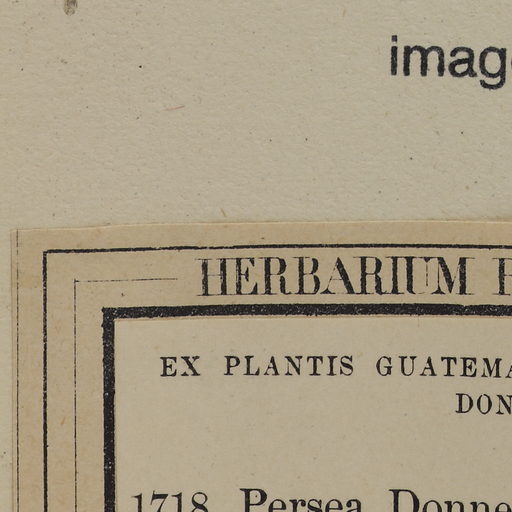 imag
HERBARIUM
EX PLANTIS GUATEMA
DON
1718 Persea Donne